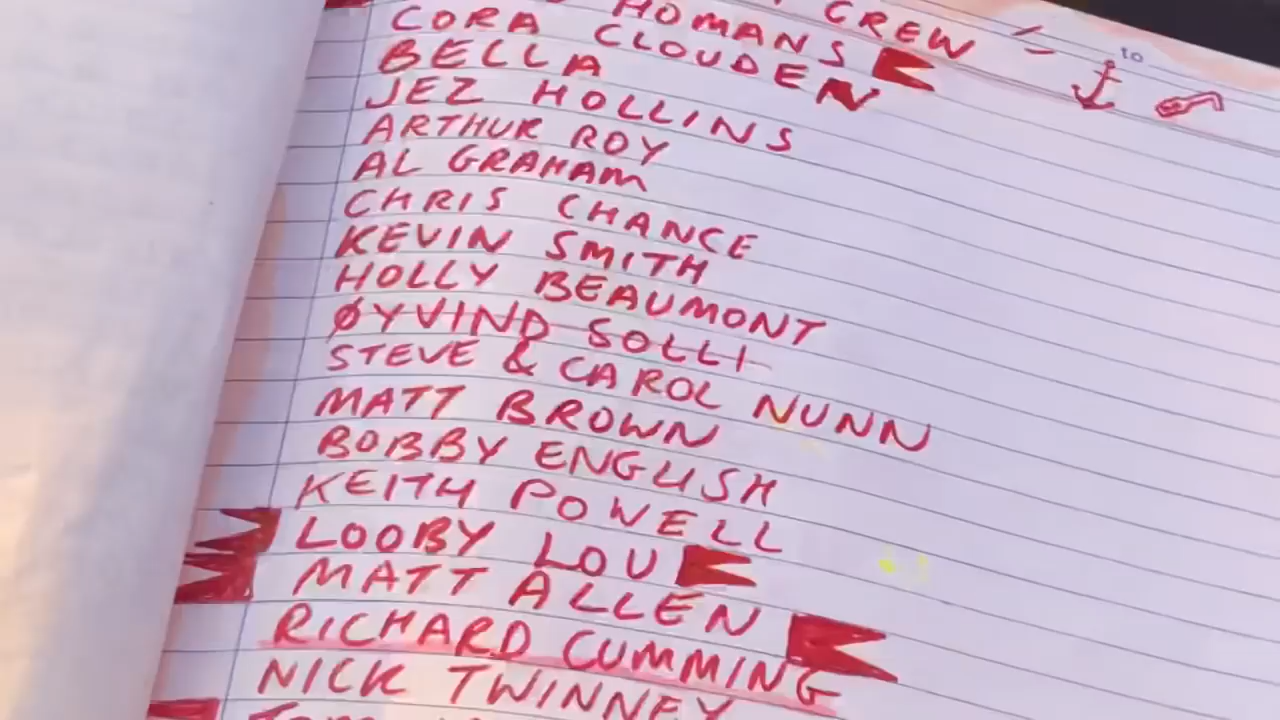 CREW
CORA HOMANS
BELLA CLOUDEN
JEZ HOLLINS
ARTHUR ROY
AL GRAHAM
CHRIS CHANCE
KEVIN SMITH
HOLLY BEAUMONT
ØYVIND SOLLI
STEVE & CAROL NUNN
MATT BROWN
BOBBY ENGLISH
KEITH POWELL
LOOBY LOU
MATT ALLEN
RICHARD CUMMING
NICK TWINNEY